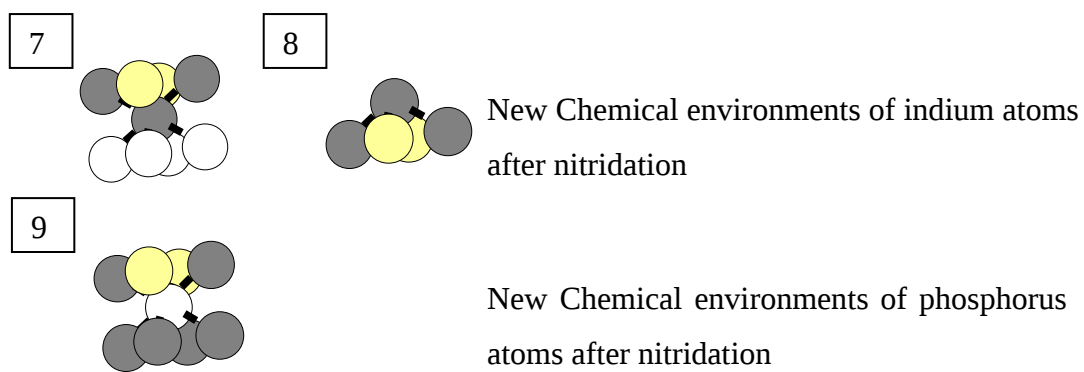 7
8
New Chemical environments of indium atoms
after nitridation
9
New Chemical environments of phosphorus
atoms after nitridation